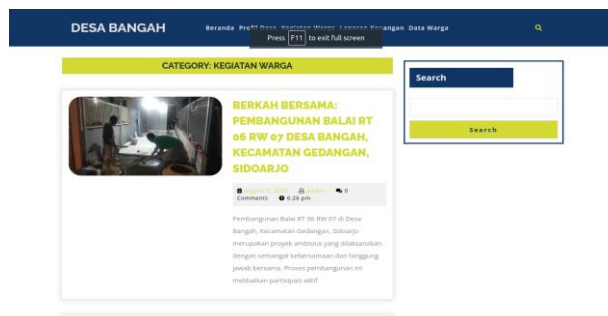 DESA BANGAH
Beranda Profil Desa Kegiatan Warga Laporan Keuangan Data Warga
Press F11 to exit full screen
CATEGORY: KEGIATAN WARGA
BERKAH BERSAMA:
PEMBANGUNAN BALAI RT
06 RW 07 DESA BANGAH,
KECAMATAN GEDANGAN,
SIDOARJO
admin 0
Comments 6:26 pm
Pembangunan Balai RT 06 RW 07 di Desa
Bangah, Kecamatan Gedangan, Sidoarjo
merupakan proyek ambisius yang dilaksanakan
dengan semangat kebersamaan dan tanggung
jawab bersama. Proses pembangunan ini
melibatkan partisipasi aktif
Search
Search